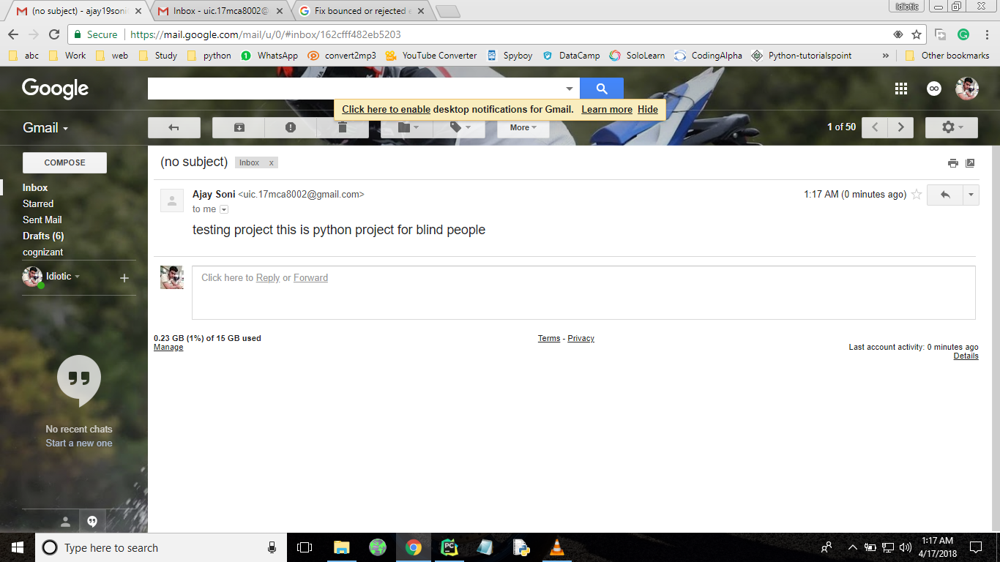 (no subject) - ajay19soni
Inbox - uic.17mca8002@
Fix bounced or rejected e
Idiotic
Secure https://mail.google.com/mail/u/0/#inbox/162cfff482eb5203
abc Work web Study python WhatsApp convert2mp3 YouTube Converter Spyboy DataCamp SoloLearn CodingAlpha Python-tutorialspoint » Other bookmarks
Google
Click here to enable desktop notifications for Gmail. Learn more Hide
Gmail
More
1 of 50
COMPOSE
(no subject) Inbox x
Inbox
Starred
Sent Mail
Drafts (6)
cognizant
Idiotic +
Ajay Soni <uic.17mca8002@gmail.com>
1:17 AM (0 minutes ago)
to me
testing project this is python project for blind people
Click here to Reply or Forward
0.23 GB (1%) of 15 GB used
Manage
Terms - Privacy
Last account activity: 0 minutes ago
Details
No recent chats
Start a new one
Type here to search
PC
1:17 AM
4/17/2018